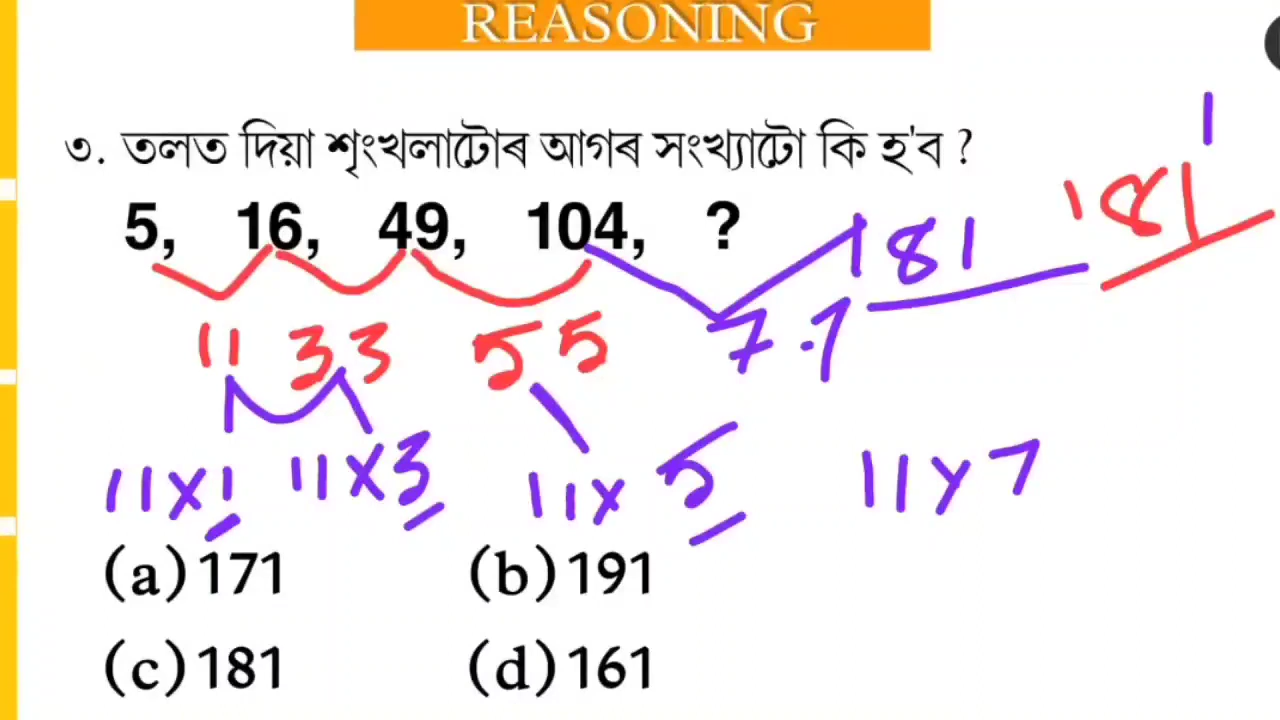 REASONING
৩. তলত দিয়া শৃংখলাটোৰ আগৰ সংখ্যাটো কি হ'ব ?
5, 16, 49, 104, ? 181 181 1
11 33 55 77
11x1 11x3 11x5 11x7
(a) 171 (b) 191
(c) 181 (d) 161